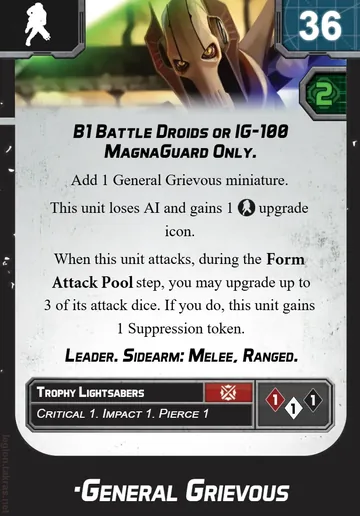 36
2
B1 Battle Droids or IG-100
MagnaGuard Only.
Add 1 General Grievous miniature.
This unit loses AI and gains 1 upgrade
icon.
When this unit attacks, during the Form
Attack Pool step, you may upgrade up to
3 of its attack dice. If you do, this unit gains
1 Suppression token.
Leader. Sidearm: Melee, Ranged.
Trophy Lightsabers
Critical 1. Impact 1. Pierce 1
1 1 1
•General Grievous
legion.takras.net